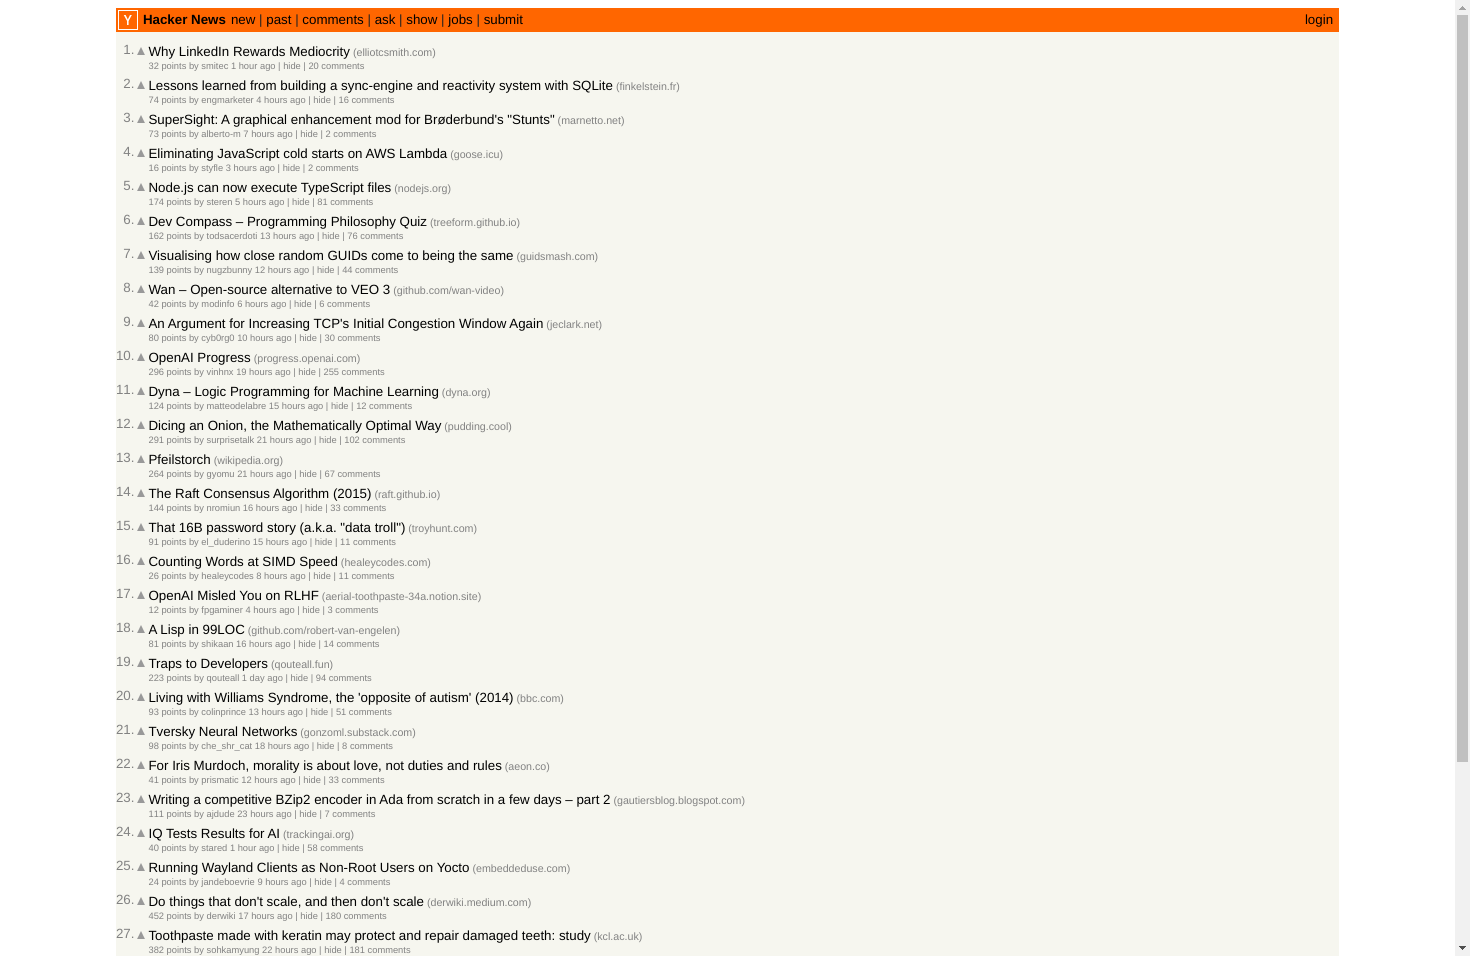 Y Hacker News new | past | comments | ask | show | jobs | submit login
1. ▲ Why LinkedIn Rewards Mediocrity (elliotcsmith.com)
32 points by smitec 1 hour ago | hide | 20 comments
2. ▲ Lessons learned from building a sync-engine and reactivity system with SQLite (finkelstein.fr)
74 points by engmarketer 4 hours ago | hide | 16 comments
3. ▲ SuperSight: A graphical enhancement mod for Brøderbund's "Stunts" (marnetto.net)
73 points by alberto-m 7 hours ago | hide | 2 comments
4. ▲ Eliminating JavaScript cold starts on AWS Lambda (goose.icu)
16 points by styfle 3 hours ago | hide | 2 comments
5. ▲ Node.js can now execute TypeScript files (nodejs.org)
174 points by steren 5 hours ago | hide | 81 comments
6. ▲ Dev Compass – Programming Philosophy Quiz (treeform.github.io)
162 points by todsacerdoti 13 hours ago | hide | 76 comments
7. ▲ Visualising how close random GUIDs come to being the same (guidsmash.com)
139 points by nugzbunny 12 hours ago | hide | 44 comments
8. ▲ Wan – Open-source alternative to VEO 3 (github.com/wan-video)
42 points by modinfo 6 hours ago | hide | 6 comments
9. ▲ An Argument for Increasing TCP's Initial Congestion Window Again (jeclark.net)
80 points by cyb0rg0 10 hours ago | hide | 30 comments
10. ▲ OpenAI Progress (progress.openai.com)
296 points by vinhnx 19 hours ago | hide | 255 comments
11. ▲ Dyna – Logic Programming for Machine Learning (dyna.org)
124 points by matteodelabre 15 hours ago | hide | 12 comments
12. ▲ Dicing an Onion, the Mathematically Optimal Way (pudding.cool)
291 points by surprisetalk 21 hours ago | hide | 102 comments
13. ▲ Pfeilstorch (wikipedia.org)
264 points by gyomu 21 hours ago | hide | 67 comments
14. ▲ The Raft Consensus Algorithm (2015) (raft.github.io)
144 points by nromiun 16 hours ago | hide | 33 comments
15. ▲ That 16B password story (a.k.a. "data troll") (troyhunt.com)
91 points by el_duderino 15 hours ago | hide | 11 comments
16. ▲ Counting Words at SIMD Speed (healeycodes.com)
26 points by healeycodes 8 hours ago | hide | 11 comments
17. ▲ OpenAI Misled You on RLHF (aerial-toothpaste-34a.notion.site)
12 points by fpgaminer 4 hours ago | hide | 3 comments
18. ▲ A Lisp in 99LOC (github.com/robert-van-engelen)
81 points by shikaan 16 hours ago | hide | 14 comments
19. ▲ Traps to Developers (qouteall.fun)
223 points by qouteall 1 day ago | hide | 94 comments
20. ▲ Living with Williams Syndrome, the 'opposite of autism' (2014) (bbc.com)
93 points by colinprince 13 hours ago | hide | 51 comments
21. ▲ Tversky Neural Networks (gonzoml.substack.com)
98 points by che_shr_cat 18 hours ago | hide | 8 comments
22. ▲ For Iris Murdoch, morality is about love, not duties and rules (aeon.co)
41 points by prismatic 12 hours ago | hide | 33 comments
23. ▲ Writing a competitive BZip2 encoder in Ada from scratch in a few days – part 2 (gautiersblog.blogspot.com)
111 points by ajdude 23 hours ago | hide | 7 comments
24. ▲ IQ Tests Results for AI (trackingai.org)
40 points by stared 1 hour ago | hide | 58 comments
25. ▲ Running Wayland Clients as Non-Root Users on Yocto (embeddeduse.com)
24 points by jandeboevrie 9 hours ago | hide | 4 comments
26. ▲ Do things that don't scale, and then don't scale (derwiki.medium.com)
452 points by derwiki 17 hours ago | hide | 180 comments
27. ▲ Toothpaste made with keratin may protect and repair damaged teeth: study (kcl.ac.uk)
382 points by sohkamyung 22 hours ago | hide | 181 comments